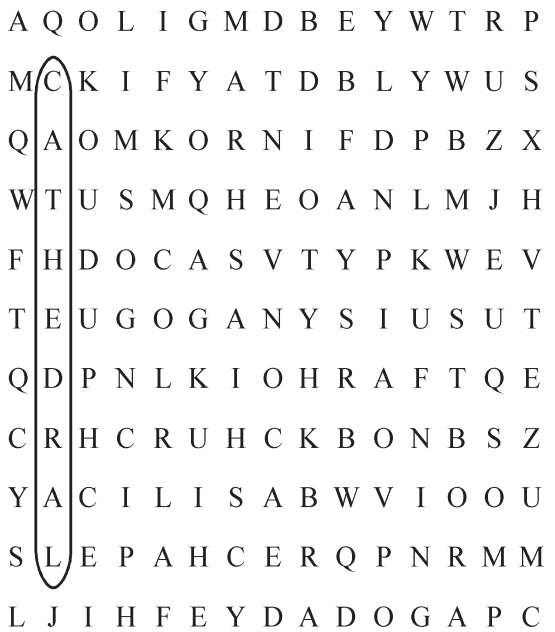 A Q O L I G M D B E Y W T R P
M C K I F Y A T D B L Y W U S
Q A O M K O R N I F D P B Z X
W T U S M Q H E O A N L M J H
F H D O C A S V T Y P K W E V
T E U G O G A N Y S I U S U T
Q D P N L K I O H R A F T Q E
C R H C R U H C K B O N B S Z
Y A C I L I S A B W V I O O U
S L E P A H C E R Q P N R M M
L J I H F E Y D A D O G A P C